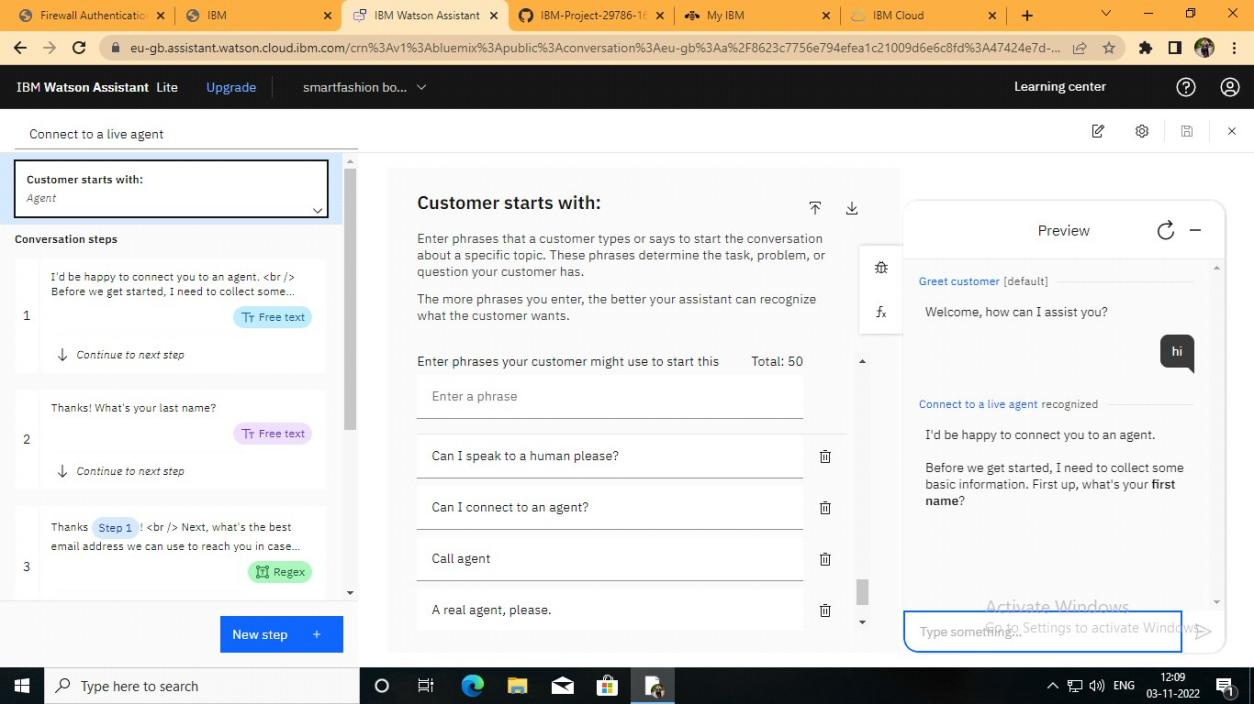 Firewall Authentication
IBM
IBM Watson Assistant
IBM-Project-29786-16
My IBM
IBM Cloud
eu-gb.assistant.watson.cloud.ibm.com/crn%3Av1%3Abluemix%3Apublic%3Aconversation%3Aeu-gb%3Aa%2F8623c7756e794efea1c21009d6e6c8fd%3A47424e7d-...
IBM Watson Assistant Lite
Upgrade
smartfashion bo...
Learning center
Connect to a live agent
Customer starts with:
Agent
Conversation steps
1
I'd be happy to connect you to an agent. <br />
Before we get started, I need to collect some...
Free text
Continue to next step
2
Thanks! What's your last name?
Free text
Continue to next step
3
Thanks Step 1 ! <br /> Next, what's the best
email address we can use to reach you in case...
Regex
New step +
Customer starts with:
Enter phrases that a customer types or says to start the conversation
about a specific topic. These phrases determine the task, problem, or
question your customer has.
The more phrases you enter, the better your assistant can recognize
what the customer wants.
Enter phrases your customer might use to start this Total: 50
Enter a phrase
Can I speak to a human please?
Can I connect to an agent?
Call agent
A real agent, please.
fx
Preview
Greet customer [default]
Welcome, how can I assist you?
hi
Connect to a live agent recognized
I'd be happy to connect you to an agent.
Before we get started, I need to collect some
basic information. First up, what's your first
name?
Activate Windows
Go to Settings to activate Windows.
Type something...
Type here to search
ENG
12:09
03-11-2022
1